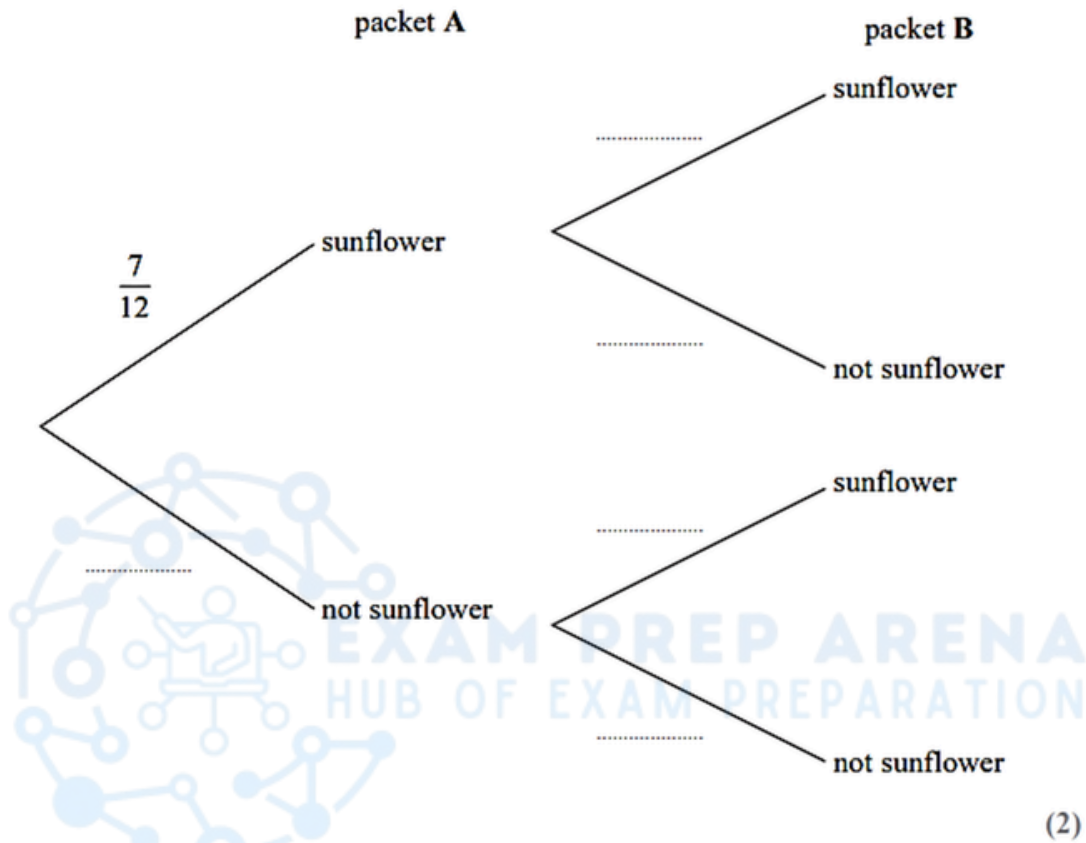 packet A
packet B
sunflower
sunflower
7
12
not sunflower
sunflower
not sunflower
EXAM PREP ARENA
HUB OF EXAM PREPARATION
not sunflower
(2)